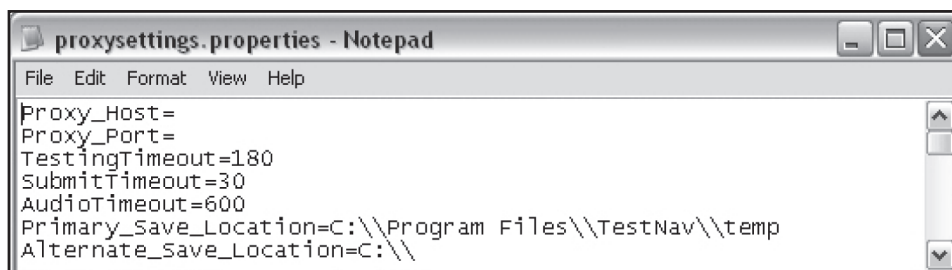 proxysettings.properties - Notepad
File Edit Format View Help
Proxy_Host=
Proxy_Port=
TestingTimeout=180
SubmitTimeout=30
AudioTimeout=600
Primary_Save_Location=C:\\Program Files\\TestNav\\temp
Alternate_Save_Location=C:\\